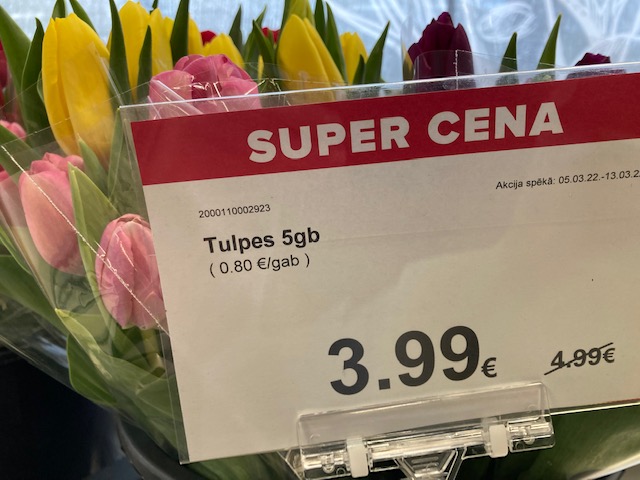 SUPER CENA
Akcija spēkā: 05.03.22.-13.03.2
2000110002923
Tulpes 5gb
( 0.80 €/gab )
3.99€
4.99€